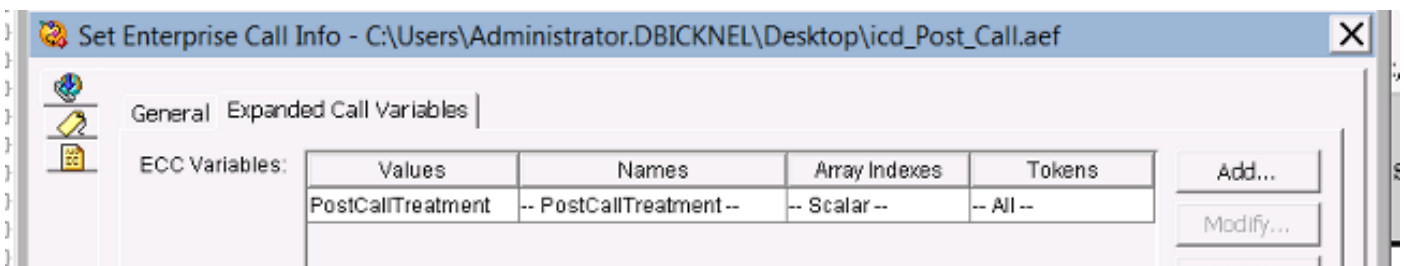 Set Enterprise Call Info - C:\Users\Administrator.DBICKNEL\Desktop\icd_Post_Call.aef
General Expanded Call Variables
ECC Variables: Values Names Array Indexes Tokens Add...
PostCallTreatment -- PostCallTreatment -- -- Scalar -- -- All --
Modify...